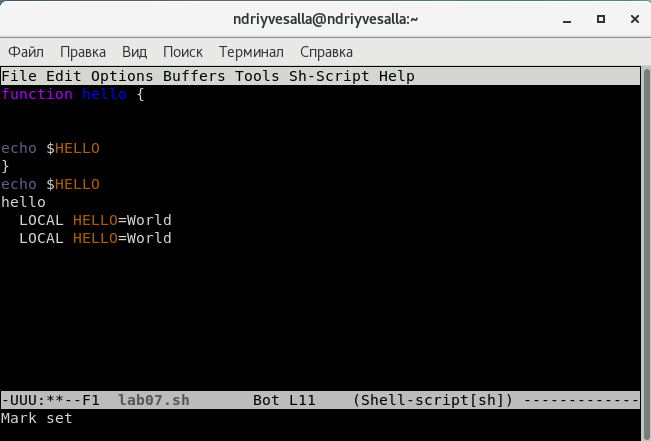 ndriyvesalla@ndriyvesalla:~
Файл Правка Вид Поиск Терминал Справка
File Edit Options Buffers Tools Sh-Script Help
function hello {
echo $HELLO
}
echo $HELLO
hello
  LOCAL HELLO=World
  LOCAL HELLO=World
-UUU:**--F1  lab07.sh       Bot L11    (Shell-script[sh]) -------------
Mark set